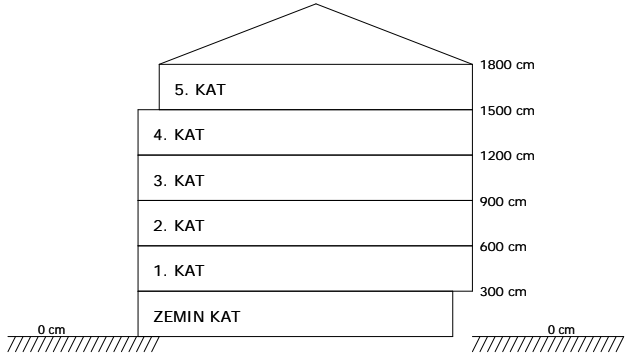 1800 cm
5. KAT
1500 cm
4. KAT
1200 cm
3. KAT
900 cm
2. KAT
600 cm
1. KAT
300 cm
ZEMIN KAT
0 cm
0 cm